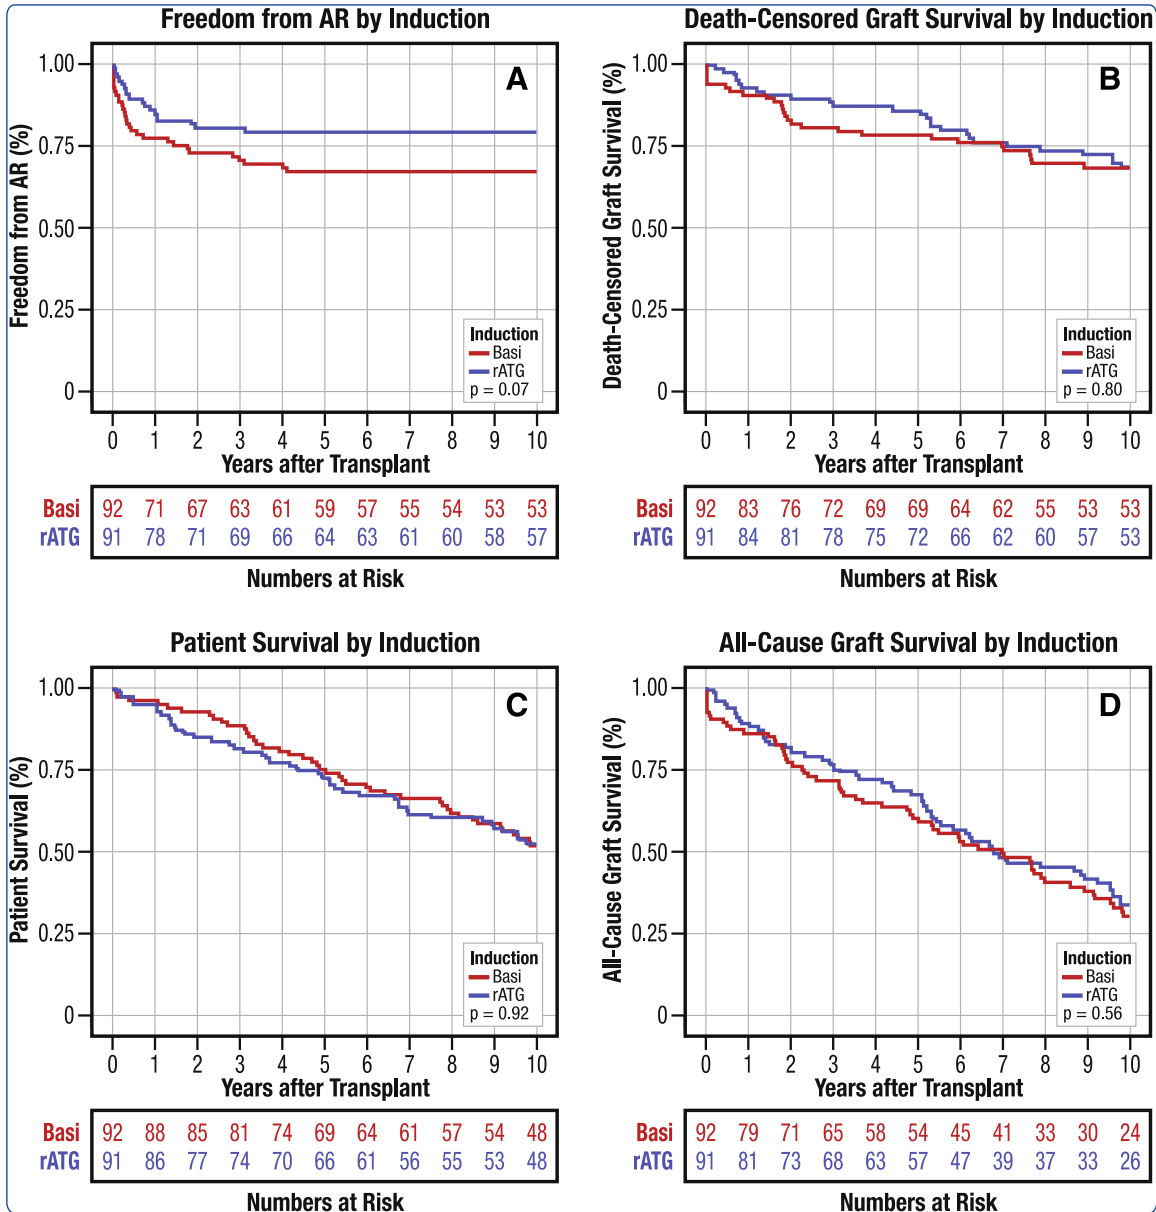 Freedom from AR by Induction
A
Freedom from AR (%)
1.00
0.75
0.50
0.25
0
Induction
Basi
rATG
p = 0.07
0 1 2 3 4 5 6 7 8 9 10
Years after Transplant
Basi 92 71 67 63 61 59 57 55 54 53 53
rATG 91 78 71 69 66 64 63 61 60 58 57
Numbers at Risk
Death-Censored Graft Survival by Induction
B
Death-Censored Graft Survival (%)
1.00
0.75
0.50
0.25
0
Induction
Basi
rATG
p = 0.80
0 1 2 3 4 5 6 7 8 9 10
Years after Transplant
Basi 92 83 76 72 69 69 64 62 55 53 53
rATG 91 84 81 78 75 72 66 62 60 57 53
Numbers at Risk
Patient Survival by Induction
C
Patient Survival (%)
1.00
0.75
0.50
0.25
0
Induction
Basi
rATG
p = 0.92
0 1 2 3 4 5 6 7 8 9 10
Years after Transplant
Basi 92 88 85 81 74 69 64 61 57 54 48
rATG 91 86 77 74 70 66 61 56 55 53 48
Numbers at Risk
All-Cause Graft Survival by Induction
D
All-Cause Graft Survival (%)
1.00
0.75
0.50
0.25
0
Induction
Basi
rATG
p = 0.56
0 1 2 3 4 5 6 7 8 9 10
Years after Transplant
Basi 92 79 71 65 58 54 45 41 33 30 24
rATG 91 81 73 68 63 57 47 39 37 33 26
Numbers at Risk